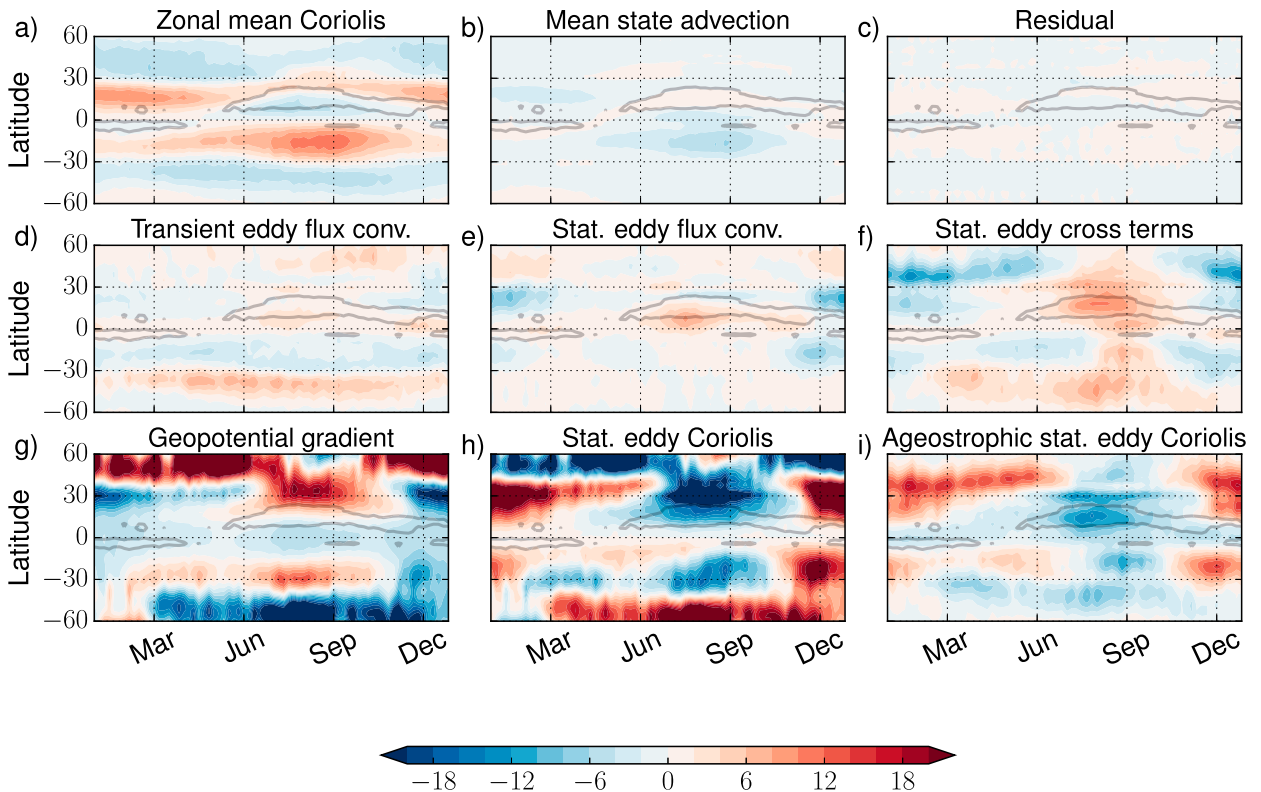 a) Zonal mean Coriolis
b) Mean state advection
c) Residual
60
30
0
−30
−60
Latitude
d) Transient eddy flux conv.
e) Stat. eddy flux conv.
f) Stat. eddy cross terms
60
30
0
−30
−60
Latitude
g) Geopotential gradient
h) Stat. eddy Coriolis
i) Ageostrophic stat. eddy Coriolis
60
30
0
−30
−60
Latitude
Mar Jun Sep Dec
Mar Jun Sep Dec
Mar Jun Sep Dec
−18 −12 −6 0 6 12 18